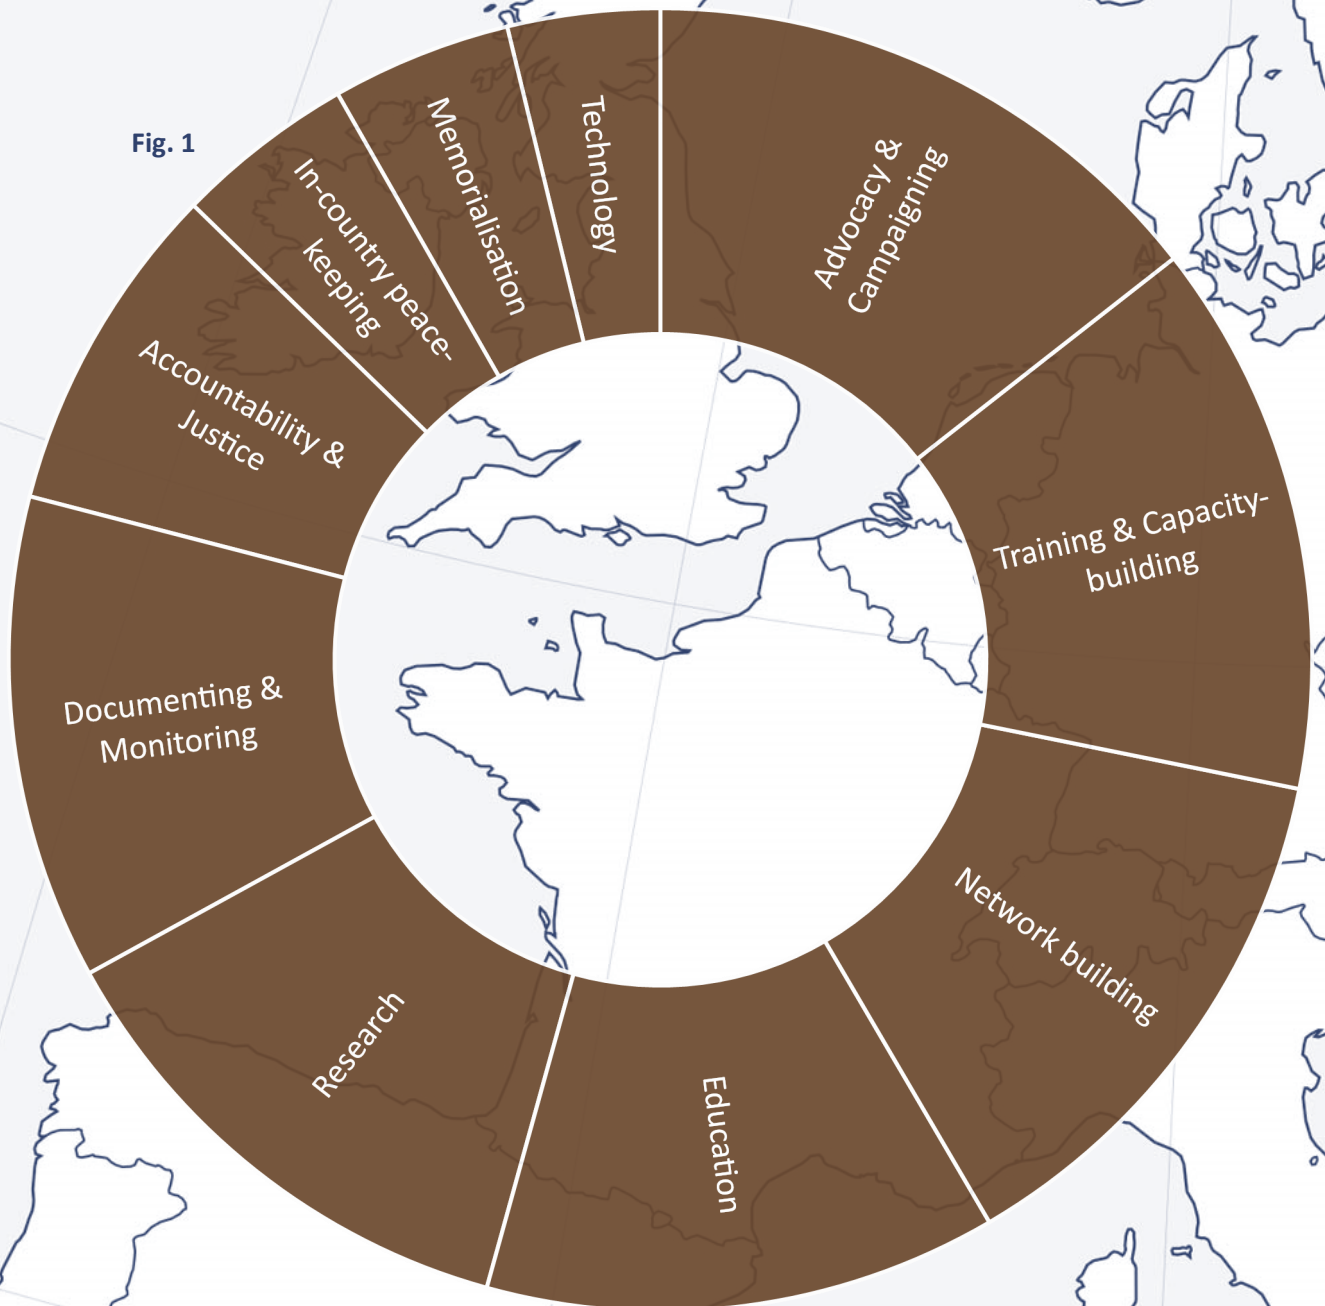 Fig. 1
Advocacy &
Campaigning
Training & Capacity-
building
Network building
Education
Research
Documenting &
Monitoring
Accountability &
Justice
In-country peace-
keeping
Memorialisation
Technology